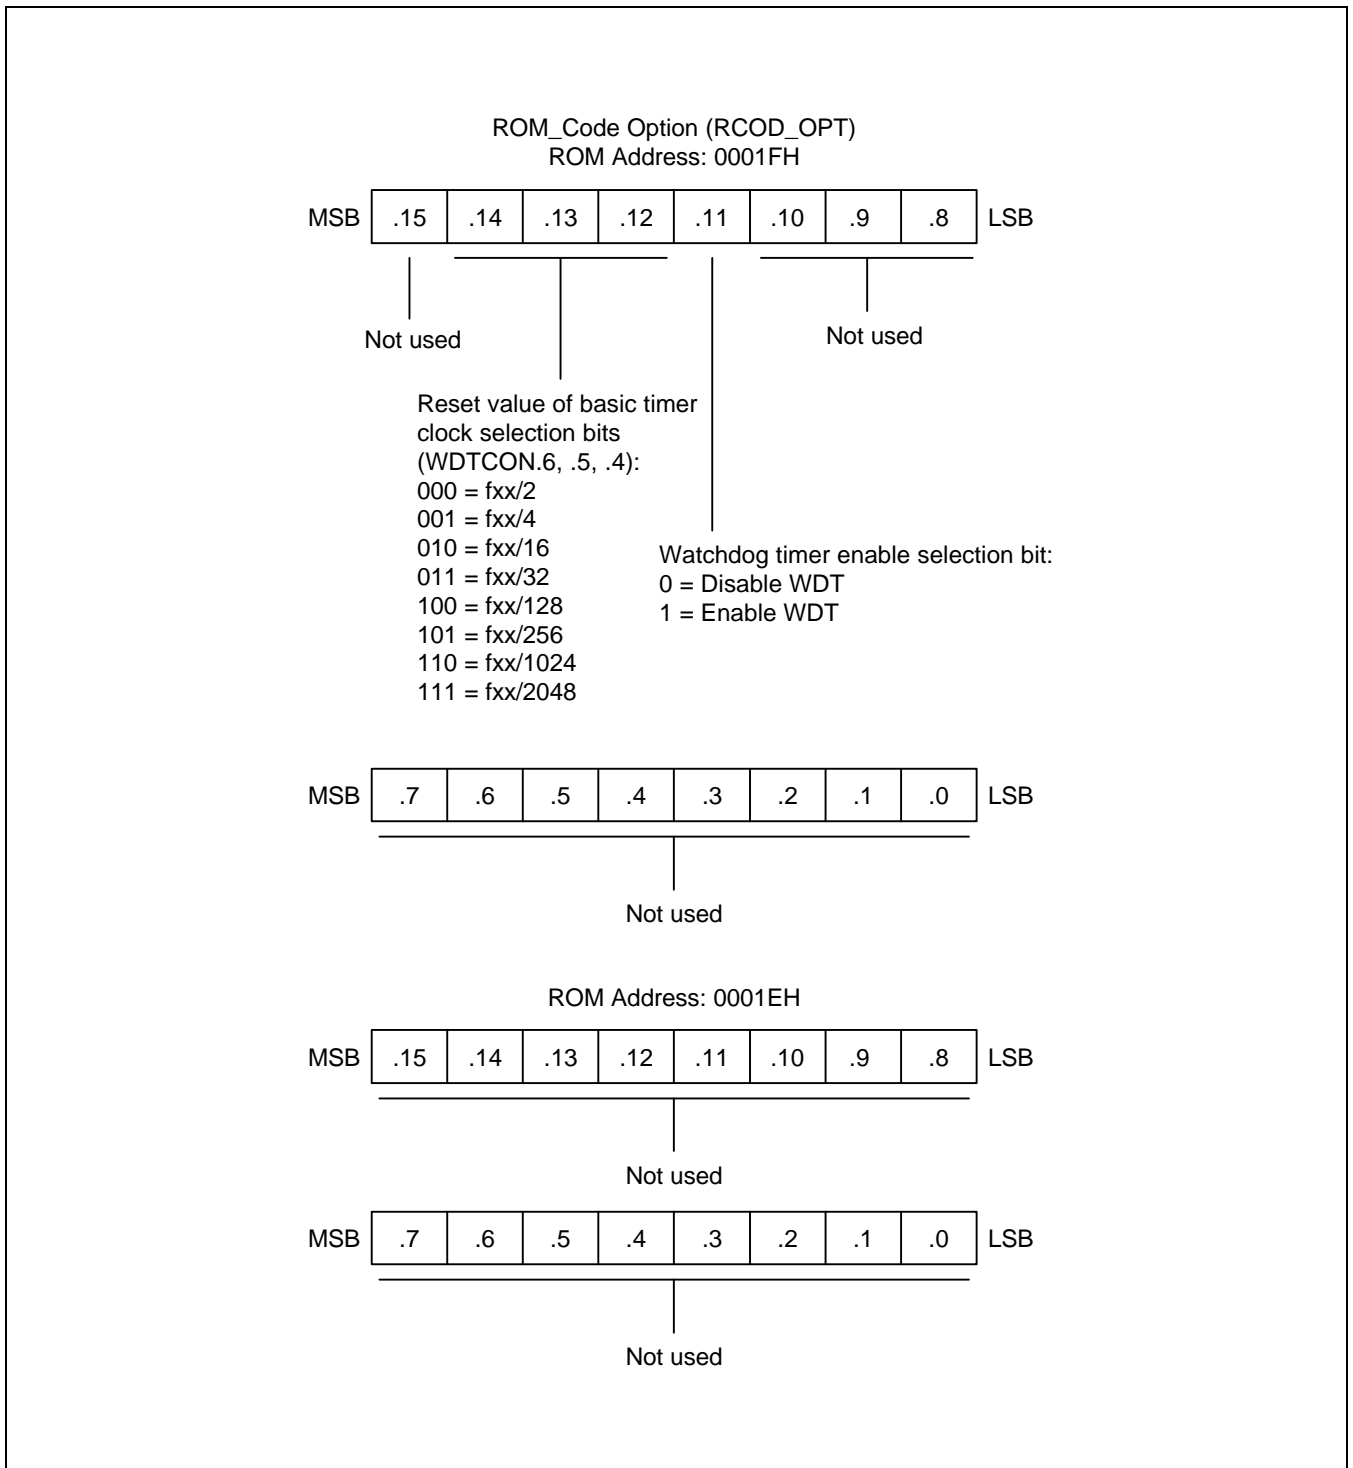 ROM_Code Option (RCOD_OPT)
ROM Address: 0001FH
MSB .15 .14 .13 .12 .11 .10 .9 .8 LSB
Not used
Not used
Reset value of basic timer
clock selection bits
(WDTCON.6, .5, .4):
000 = fxx/2
001 = fxx/4
010 = fxx/16
011 = fxx/32
100 = fxx/128
101 = fxx/256
110 = fxx/1024
111 = fxx/2048
Watchdog timer enable selection bit:
0 = Disable WDT
1 = Enable WDT
MSB .7 .6 .5 .4 .3 .2 .1 .0 LSB
Not used
ROM Address: 0001EH
MSB .15 .14 .13 .12 .11 .10 .9 .8 LSB
Not used
MSB .7 .6 .5 .4 .3 .2 .1 .0 LSB
Not used